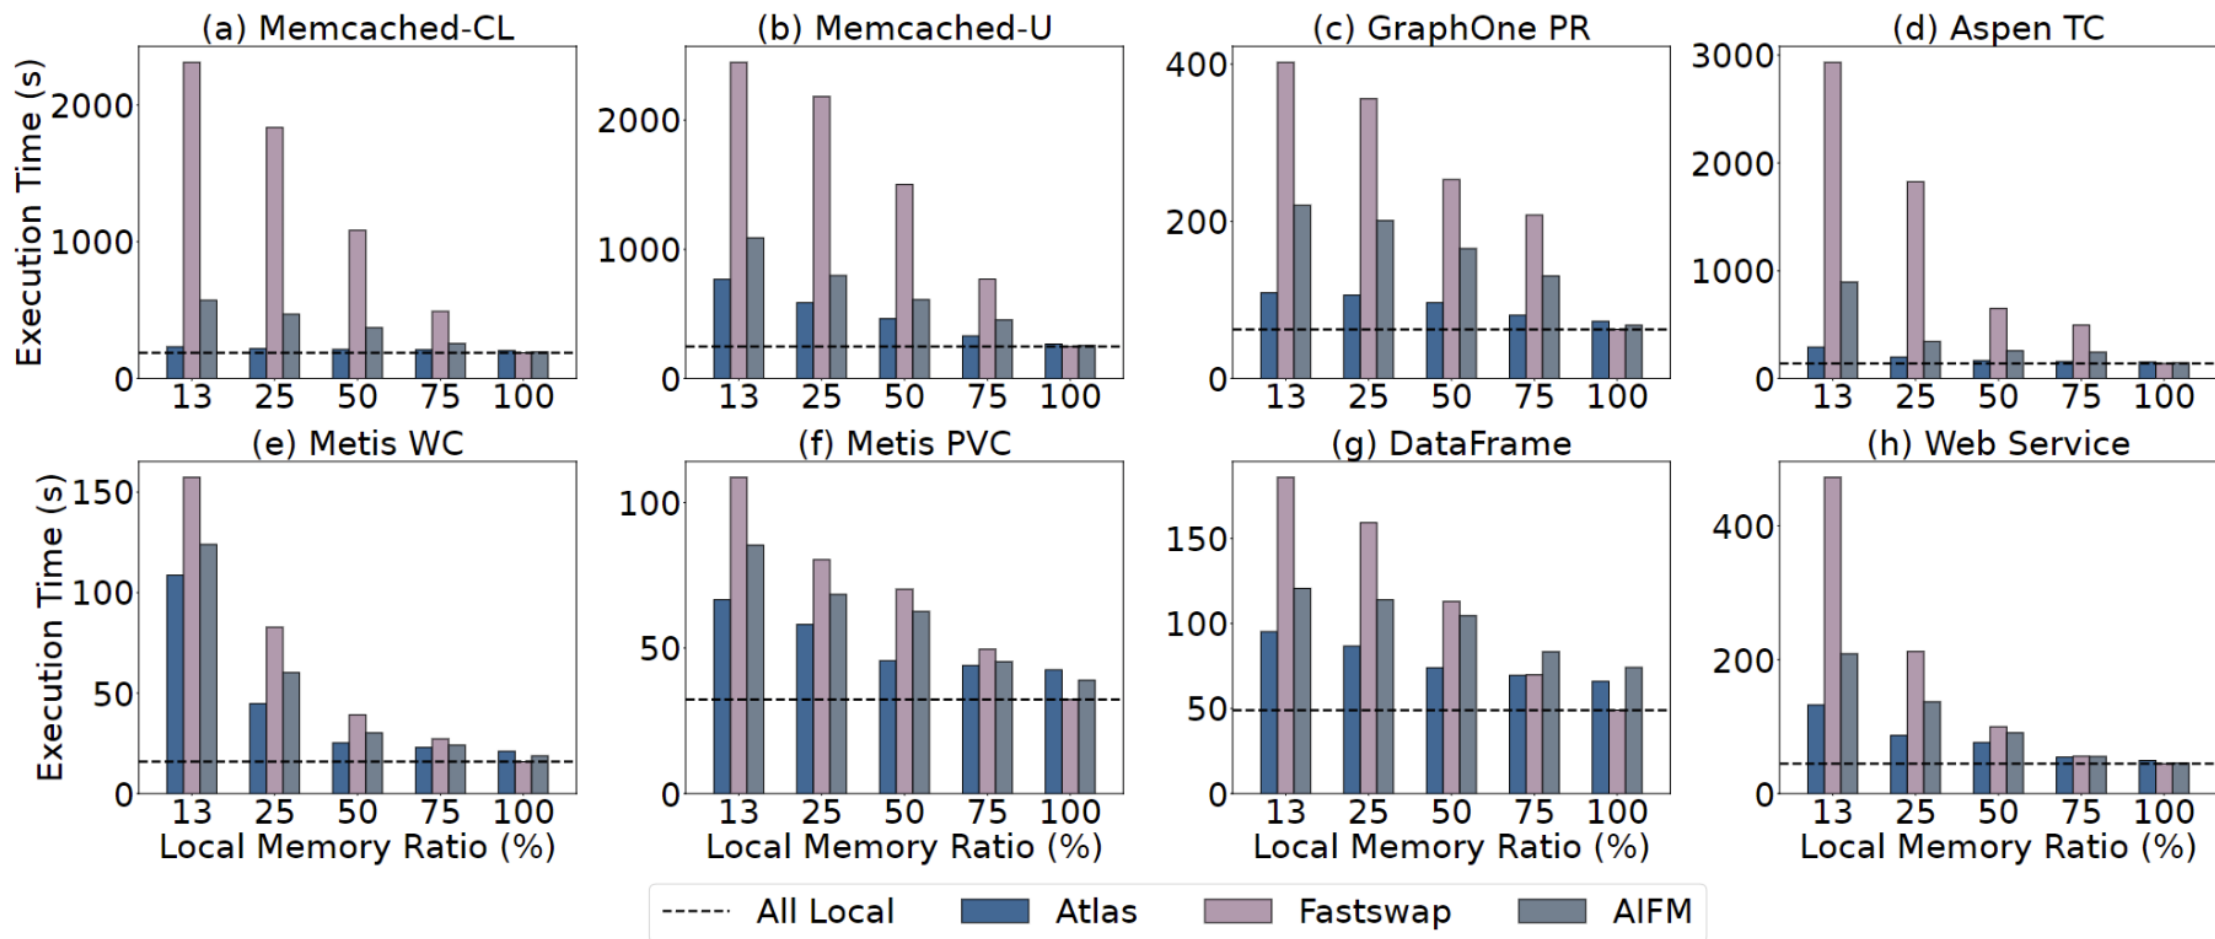 (a) Memcached-CL
Execution Time (s)
2000
1000
0
13 25 50 75 100
(b) Memcached-U
2000
1000
0
13 25 50 75 100
(c) GraphOne PR
400
200
0
13 25 50 75 100
(d) Aspen TC
3000
2000
1000
0
13 25 50 75 100
(e) Metis WC
Execution Time (s)
150
100
50
0
13 25 50 75 100
Local Memory Ratio (%)
(f) Metis PVC
100
50
0
13 25 50 75 100
Local Memory Ratio (%)
(g) DataFrame
150
100
50
0
13 25 50 75 100
Local Memory Ratio (%)
(h) Web Service
400
200
0
13 25 50 75 100
Local Memory Ratio (%)
All Local Atlas Fastswap AIFM